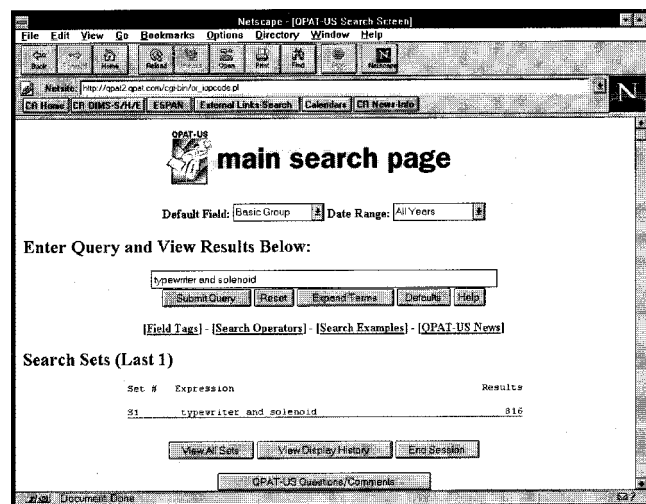 Netscape - [QPAT-US Search Screen]
File Edit View Go Bookmarks Options Directory Window Help
Back Home Reload Open Print Find Netscape
Netsite: http://qpat2.qpat.com/cgi-bin/or_iopcode.pl
CR Home CR DIMS-S/H/E ESPAN External Links-Search Calendars CR News-Info
N
QPAT-US
main search page
Default Field: Basic Group Date Range: All Years
Enter Query and View Results Below:
typewriter and solenoid
Submit Query Reset Expand Terms Defaults Help
[Field Tags] - [Search Operators] - [Search Examples] - [QPAT-US News]
Search Sets (Last 1)
Set # Expression Results
S1 typewriter and solenoid 816
View All Sets View Display History End Session
QPAT-US Questions/Comments
Document Done